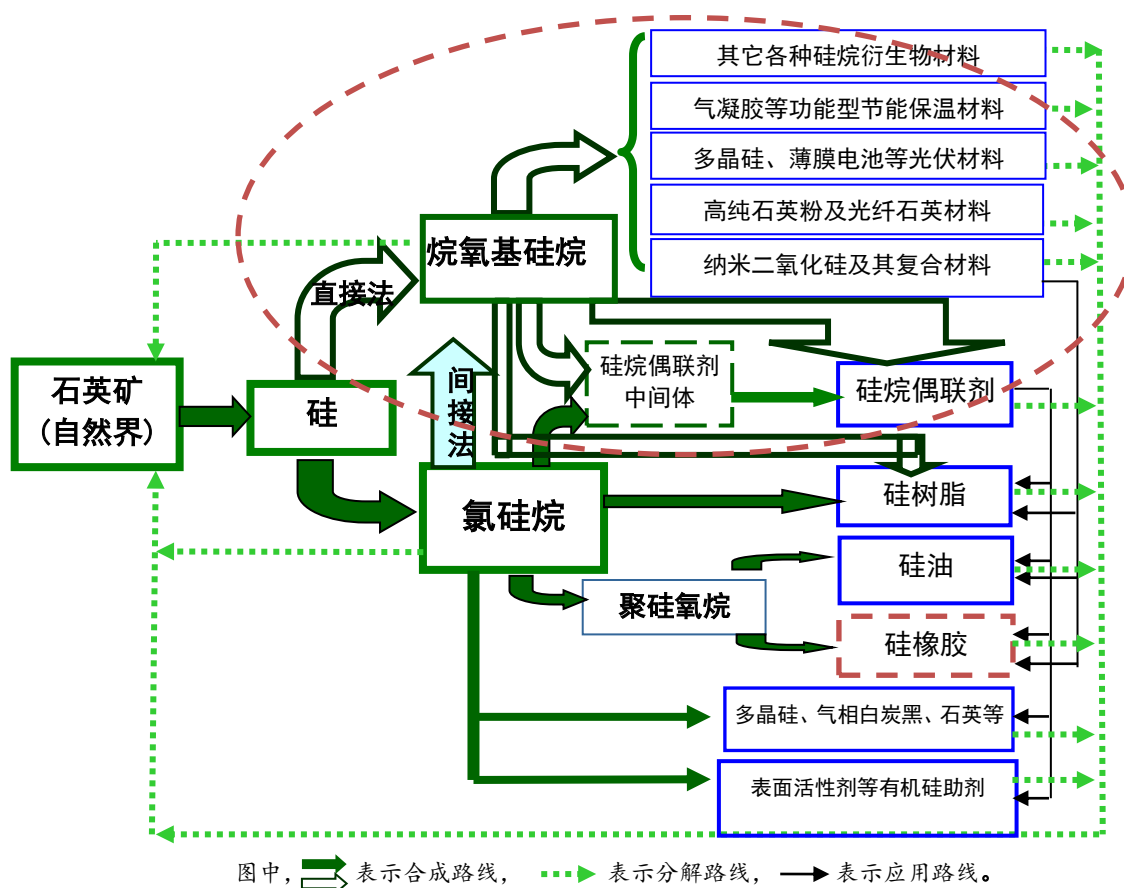 其它各种硅烷衍生物材料
气凝胶等功能型节能保温材料
多晶硅、薄膜电池等光伏材料
高纯石英粉及光纤石英材料
纳米二氧化硅及其复合材料
烷氧基硅烷
直接法
石英矿
(自然界)
硅
间接法
硅烷偶联剂
中间体
硅烷偶联剂
氯硅烷
硅树脂
硅油
聚硅氧烷
硅橡胶
多晶硅、气相白炭黑、石英等
表面活性剂等有机硅助剂
图中, 表示合成路线, 表示分解路线, 表示应用路线。